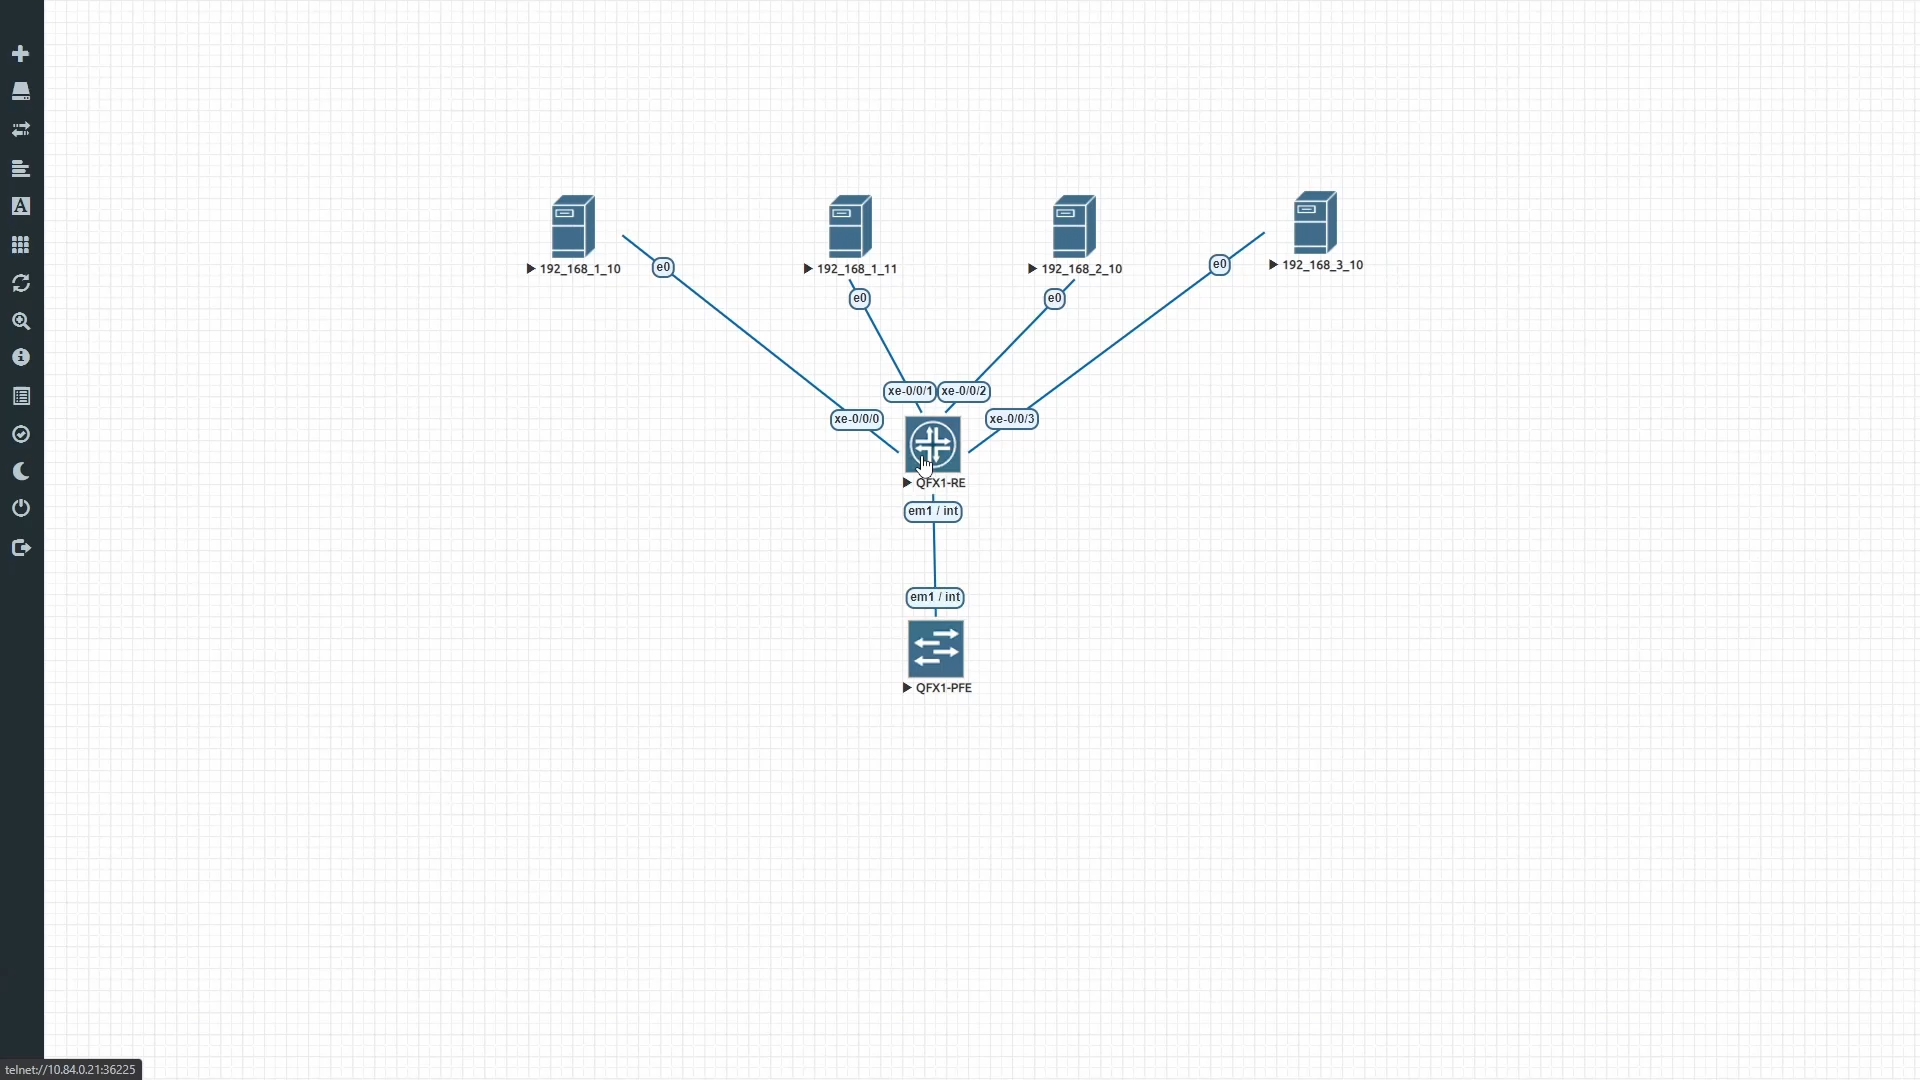 192_168_1_10
192_168_1_11
192_168_2_10
192_168_3_10
e0
e0
e0
e0
xe-0/0/0
xe-0/0/1
xe-0/0/2
xe-0/0/3
QFX1-RE
em1 / int
em1 / int
QFX1-PFE
telnet://10.84.0.21:36225